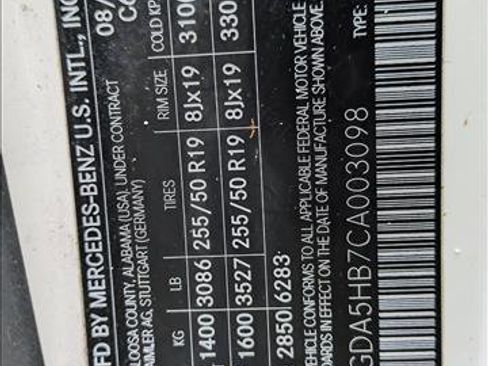 FD BY MERCEDES-BENZ U.S. INTL., INC
08/
ALOOSA COUNTY, ALABAMA (USA), UNDER CONTRACT
IMLER AG, STUTTGART (GERMANY)
KG LB TIRES RIM SIZE COLD KP
1400 3086 255/50 R19 8Jx19 310
1600 3527 255/50 R19 8Jx19 330
2850 6283
VEHICLE CONFORMS TO ALL APPLICABLE FEDERAL MOTOR VEHICLE
DARDS IN EFFECT ON THE DATE OF MANUFACTURE SHOWN ABOVE.
GDA5HB7CA003098 TYPE: